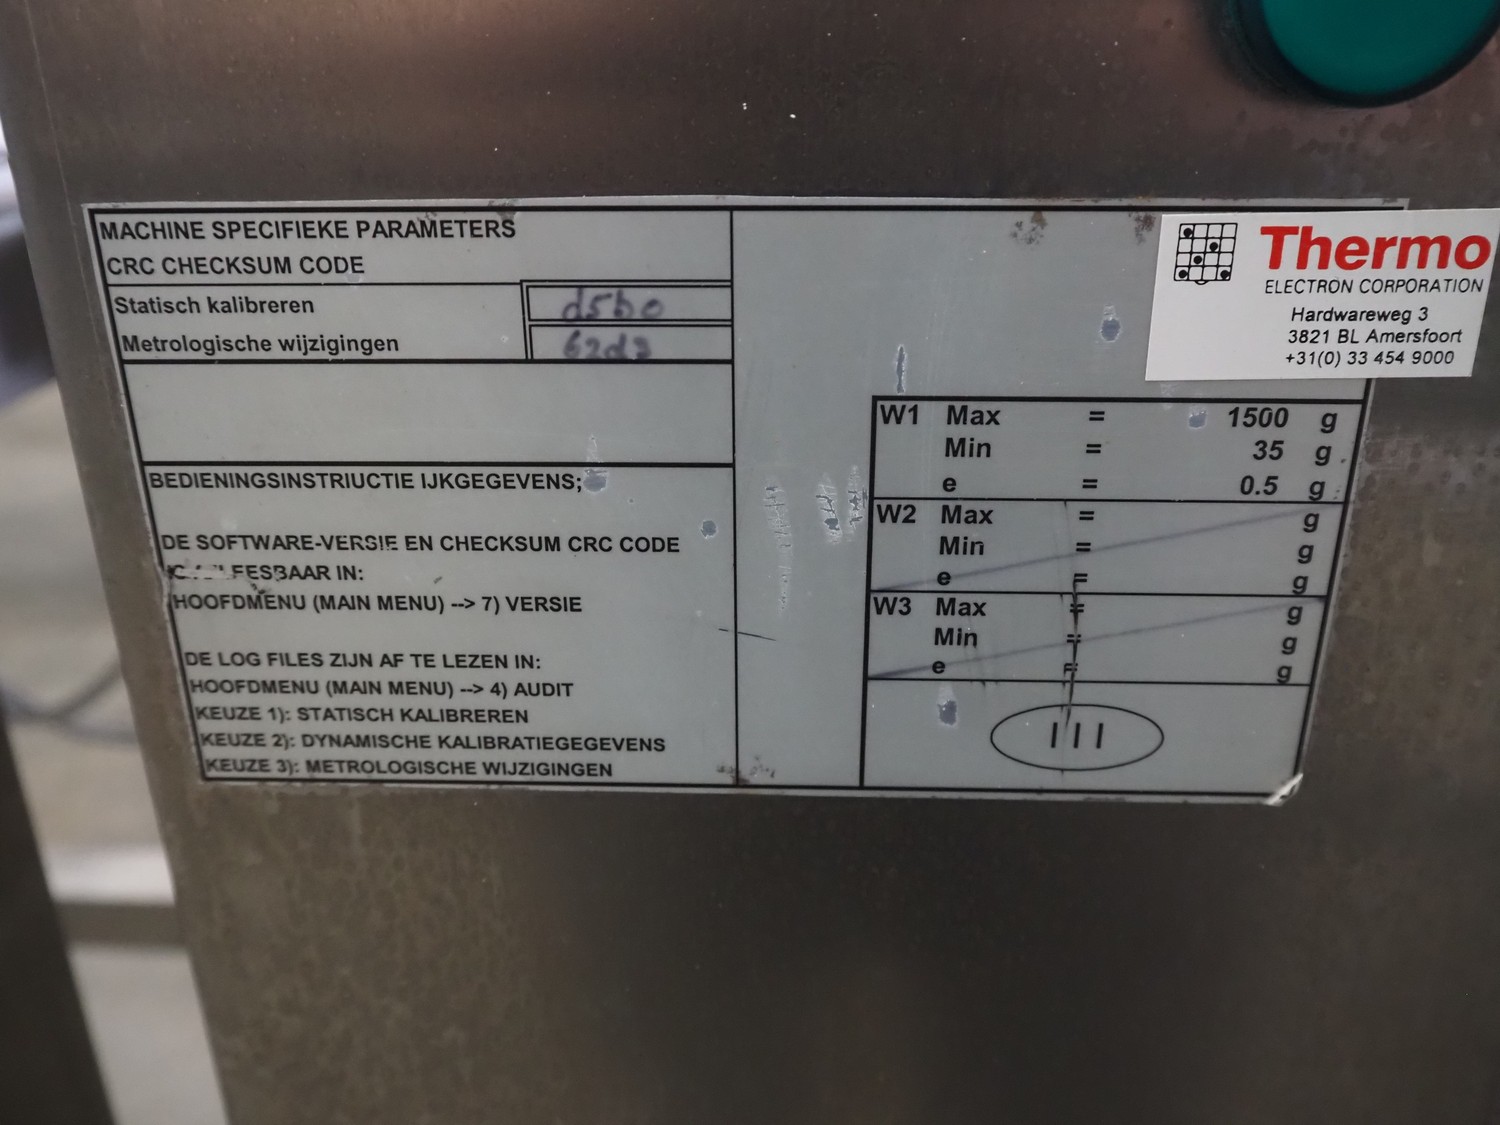 MACHINE SPECIFIEKE PARAMETERS
CRC CHECKSUM CODE
Statisch kalibreren d5b0
Metrologische wijzigingen
BEDIENINGSINSTRIUCTIE IJKGEGEVENS;
DE SOFTWARE-VERSIE EN CHECKSUM CRC CODE
IN:
HOOFDMENU (MAIN MENU) --> 7) VERSIE
DE LOG FILES ZIJN AF TE LEZEN IN:
HOOFDMENU (MAIN MENU) --> 4) AUDIT
KEUZE 1): STATISCH KALIBREREN
KEUZE 2): DYNAMISCHE KALIBRATIEGEGEVENS
KEUZE 3): METROLOGISCHE WIJZIGINGEN
Thermo
ELECTRON CORPORATION
Hardwareweg 3
3821 BL Amersfoort
+31(0) 33 454 9000
W1 Max = 1500 g
Min = 35 g
e = 0.5 g
W2 Max = g
Min = g
e = g
W3 Max = g
Min = g
e = g
III